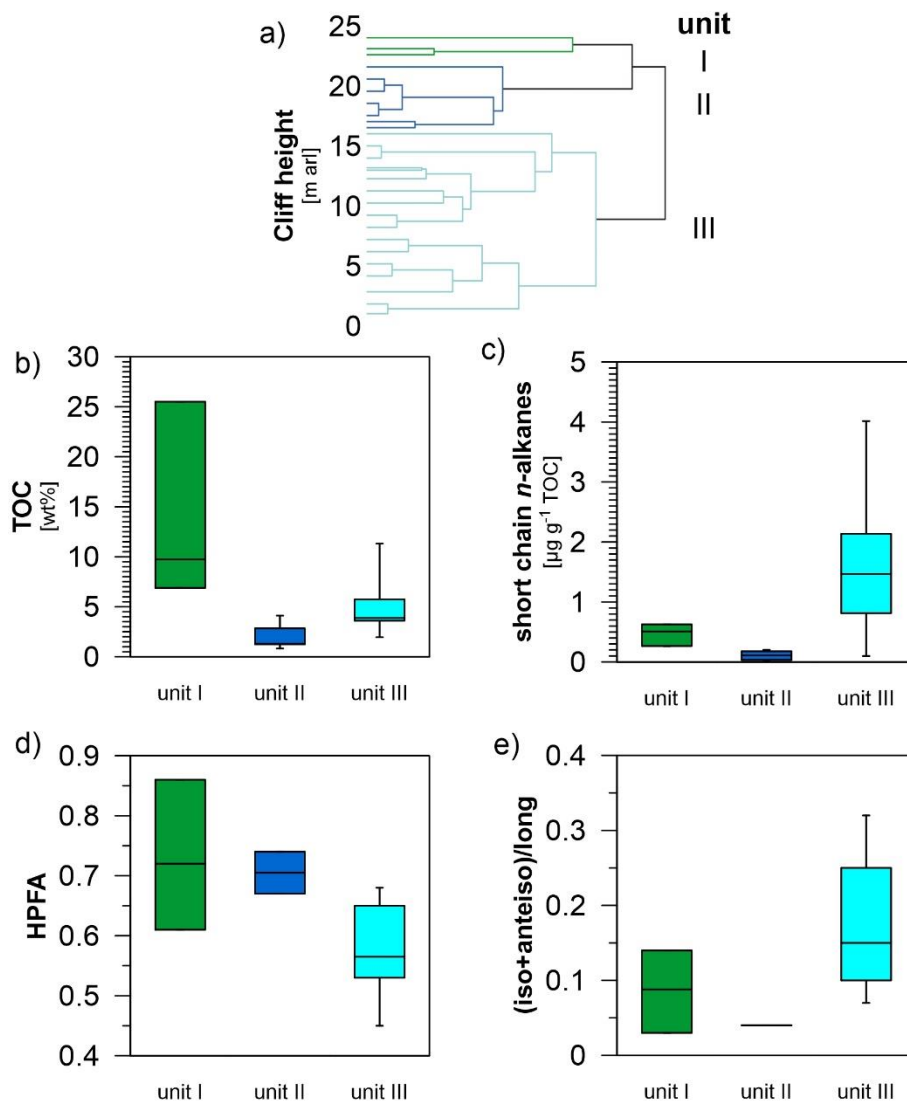 a)
unit
25
20
15
10
5
0
Cliff height
[m arl]
I
II
III
b)
30
25
20
15
10
5
0
TOC
[wt%]
unit I unit II unit III
c)
5
4
3
2
1
0
short chain n-alkanes
[µg g⁻¹ TOC]
unit I unit II unit III
d)
0.9
0.8
0.7
0.6
0.5
0.4
HPFA
unit I unit II unit III
e)
0.4
0.3
0.2
0.1
0
(iso+anteiso)/long
unit I unit II unit III